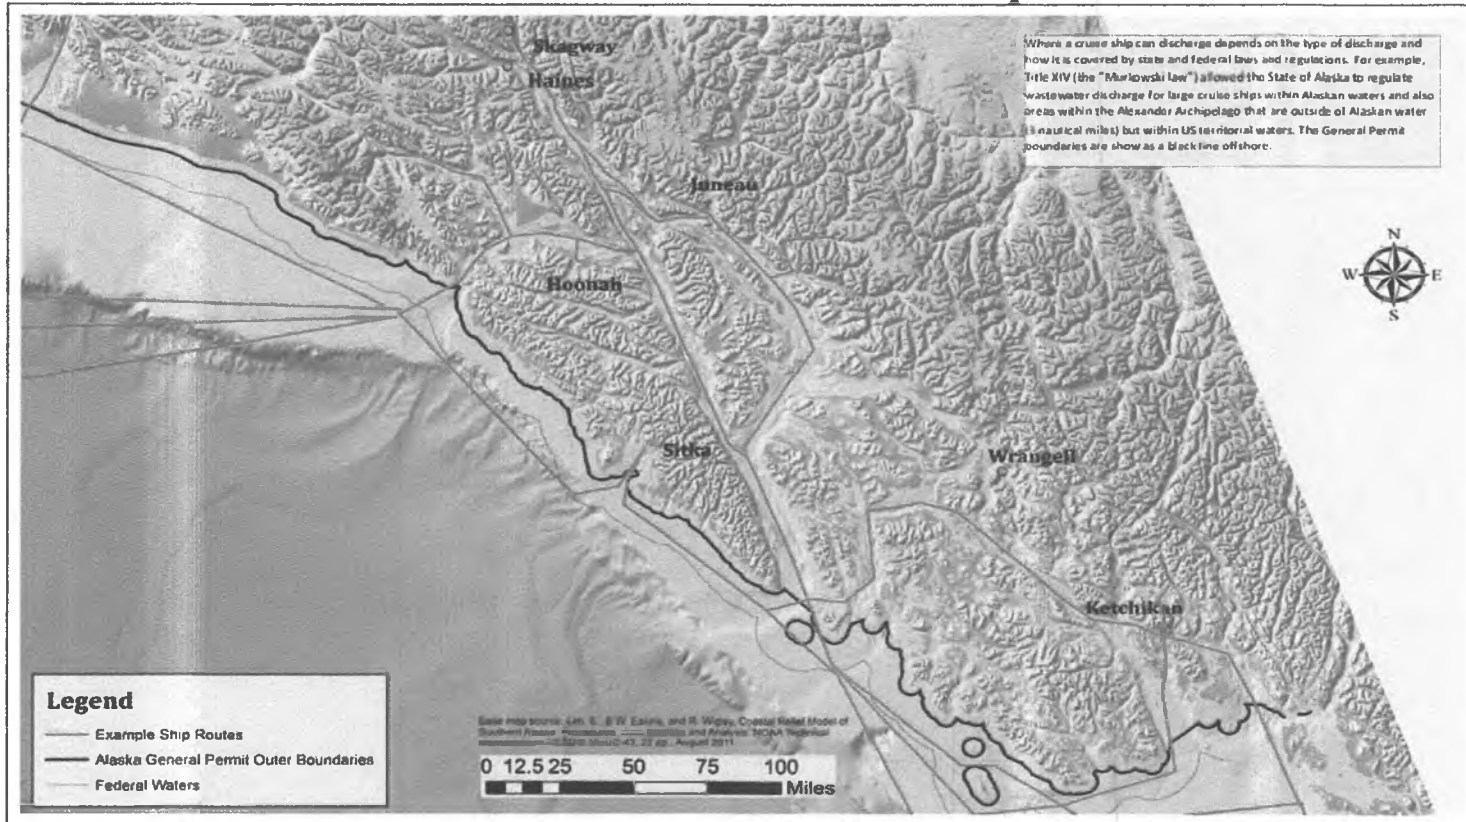 Where a cruise ship can discharge depends on the type of discharge and
how it is covered by state and federal laws and regulations. For example,
Title XIV (the "Murkowski law") allowed the State of Alaska to regulate
wastewater discharge for large cruise ships within Alaskan waters and also
areas within the Alexander Archipelago that are outside of Alaskan water
(3 nautical miles) but within US territorial waters. The General Permit
boundaries are show as a black line offshore.
Skagway
Haines
Juneau
N
W E
S
Hoonah
Sitka
Wrangell
Ketchikan
Legend
Example Ship Routes
Alaska General Permit Outer Boundaries
Federal Waters
Base map source: Lim, E., B.W. Eakins, and R. Wigley, Coastal Relief Model of
Southern Alaska and Analysis: NOAA Technical
22 pp., August 2011
0 12.5 25 50 75 100
Miles